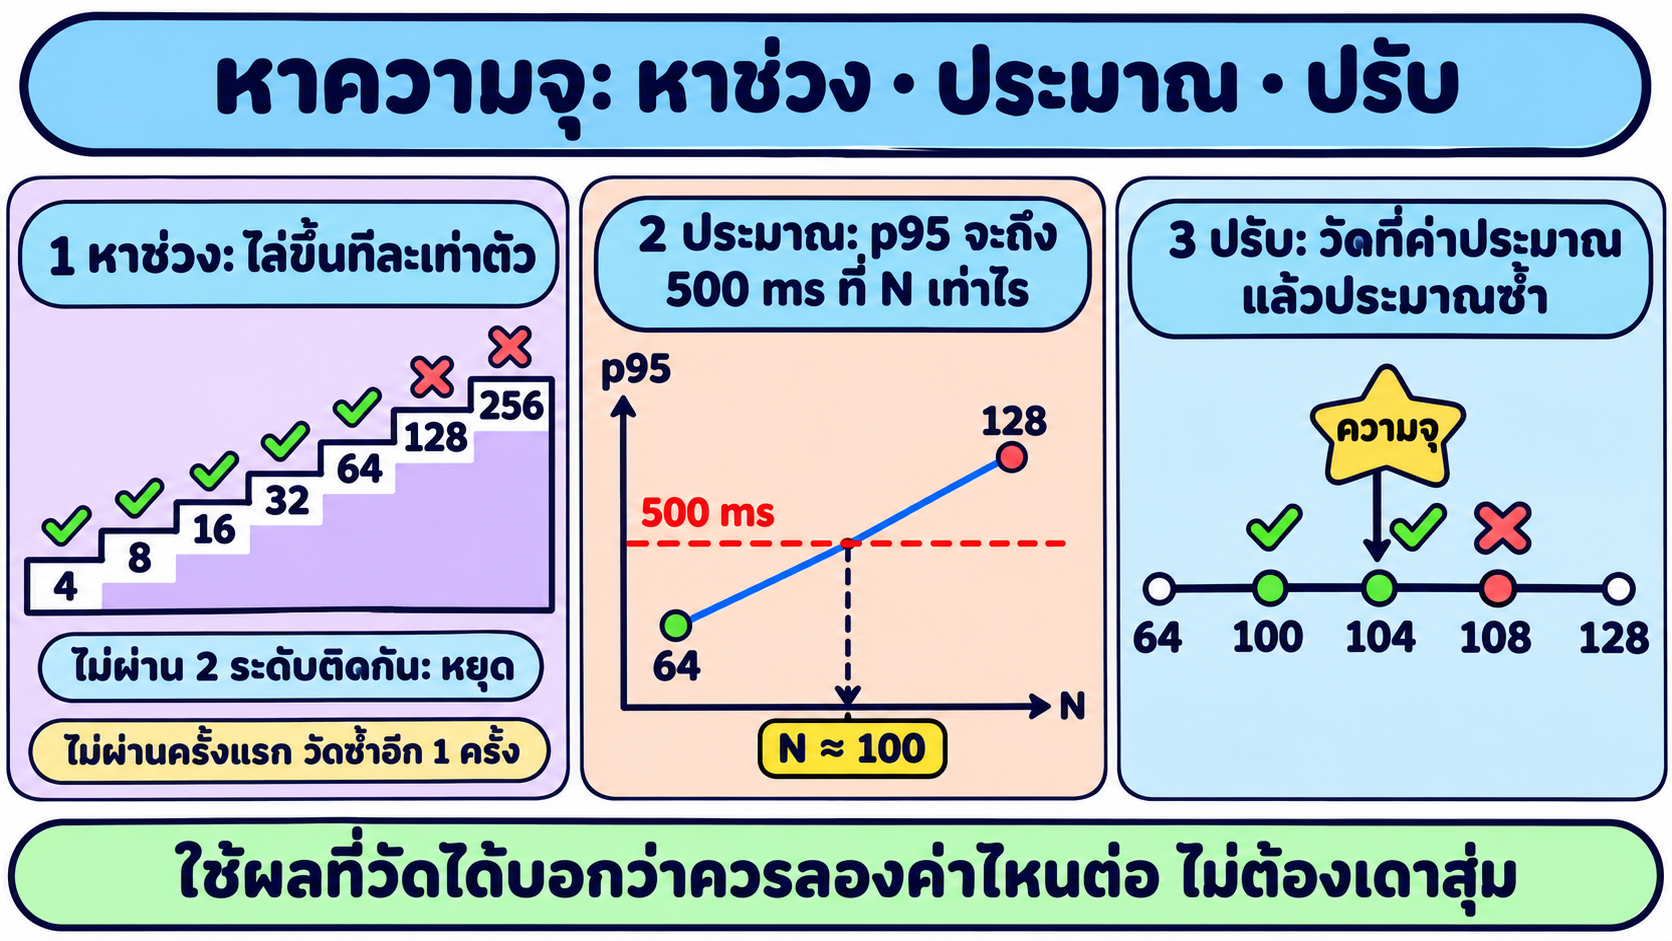 หาความจุ: หาช่วง • ประมาณ • ปรับ
1 หาช่วง: ไล่ขึ้นทีละเท่าตัว
4
8
16
32
64
128
256
ไม่ผ่าน 2 ระดับติดกัน: หยุด
ไม่ผ่านครั้งแรก วัดซ้ำอีก 1 ครั้ง
2 ประมาณ: p95 จะถึง
500 ms ที่ N เท่าไร
p95
128
500 ms
64
N
N ≈ 100
3 ปรับ: วัดที่ค่าประมาณ
แล้วประมาณซ้ำ
ความจุ
64 100 104 108 128
ใช้ผลที่วัดได้บอกว่าควรลองค่าไหนต่อ ไม่ต้องเดาสุ่ม